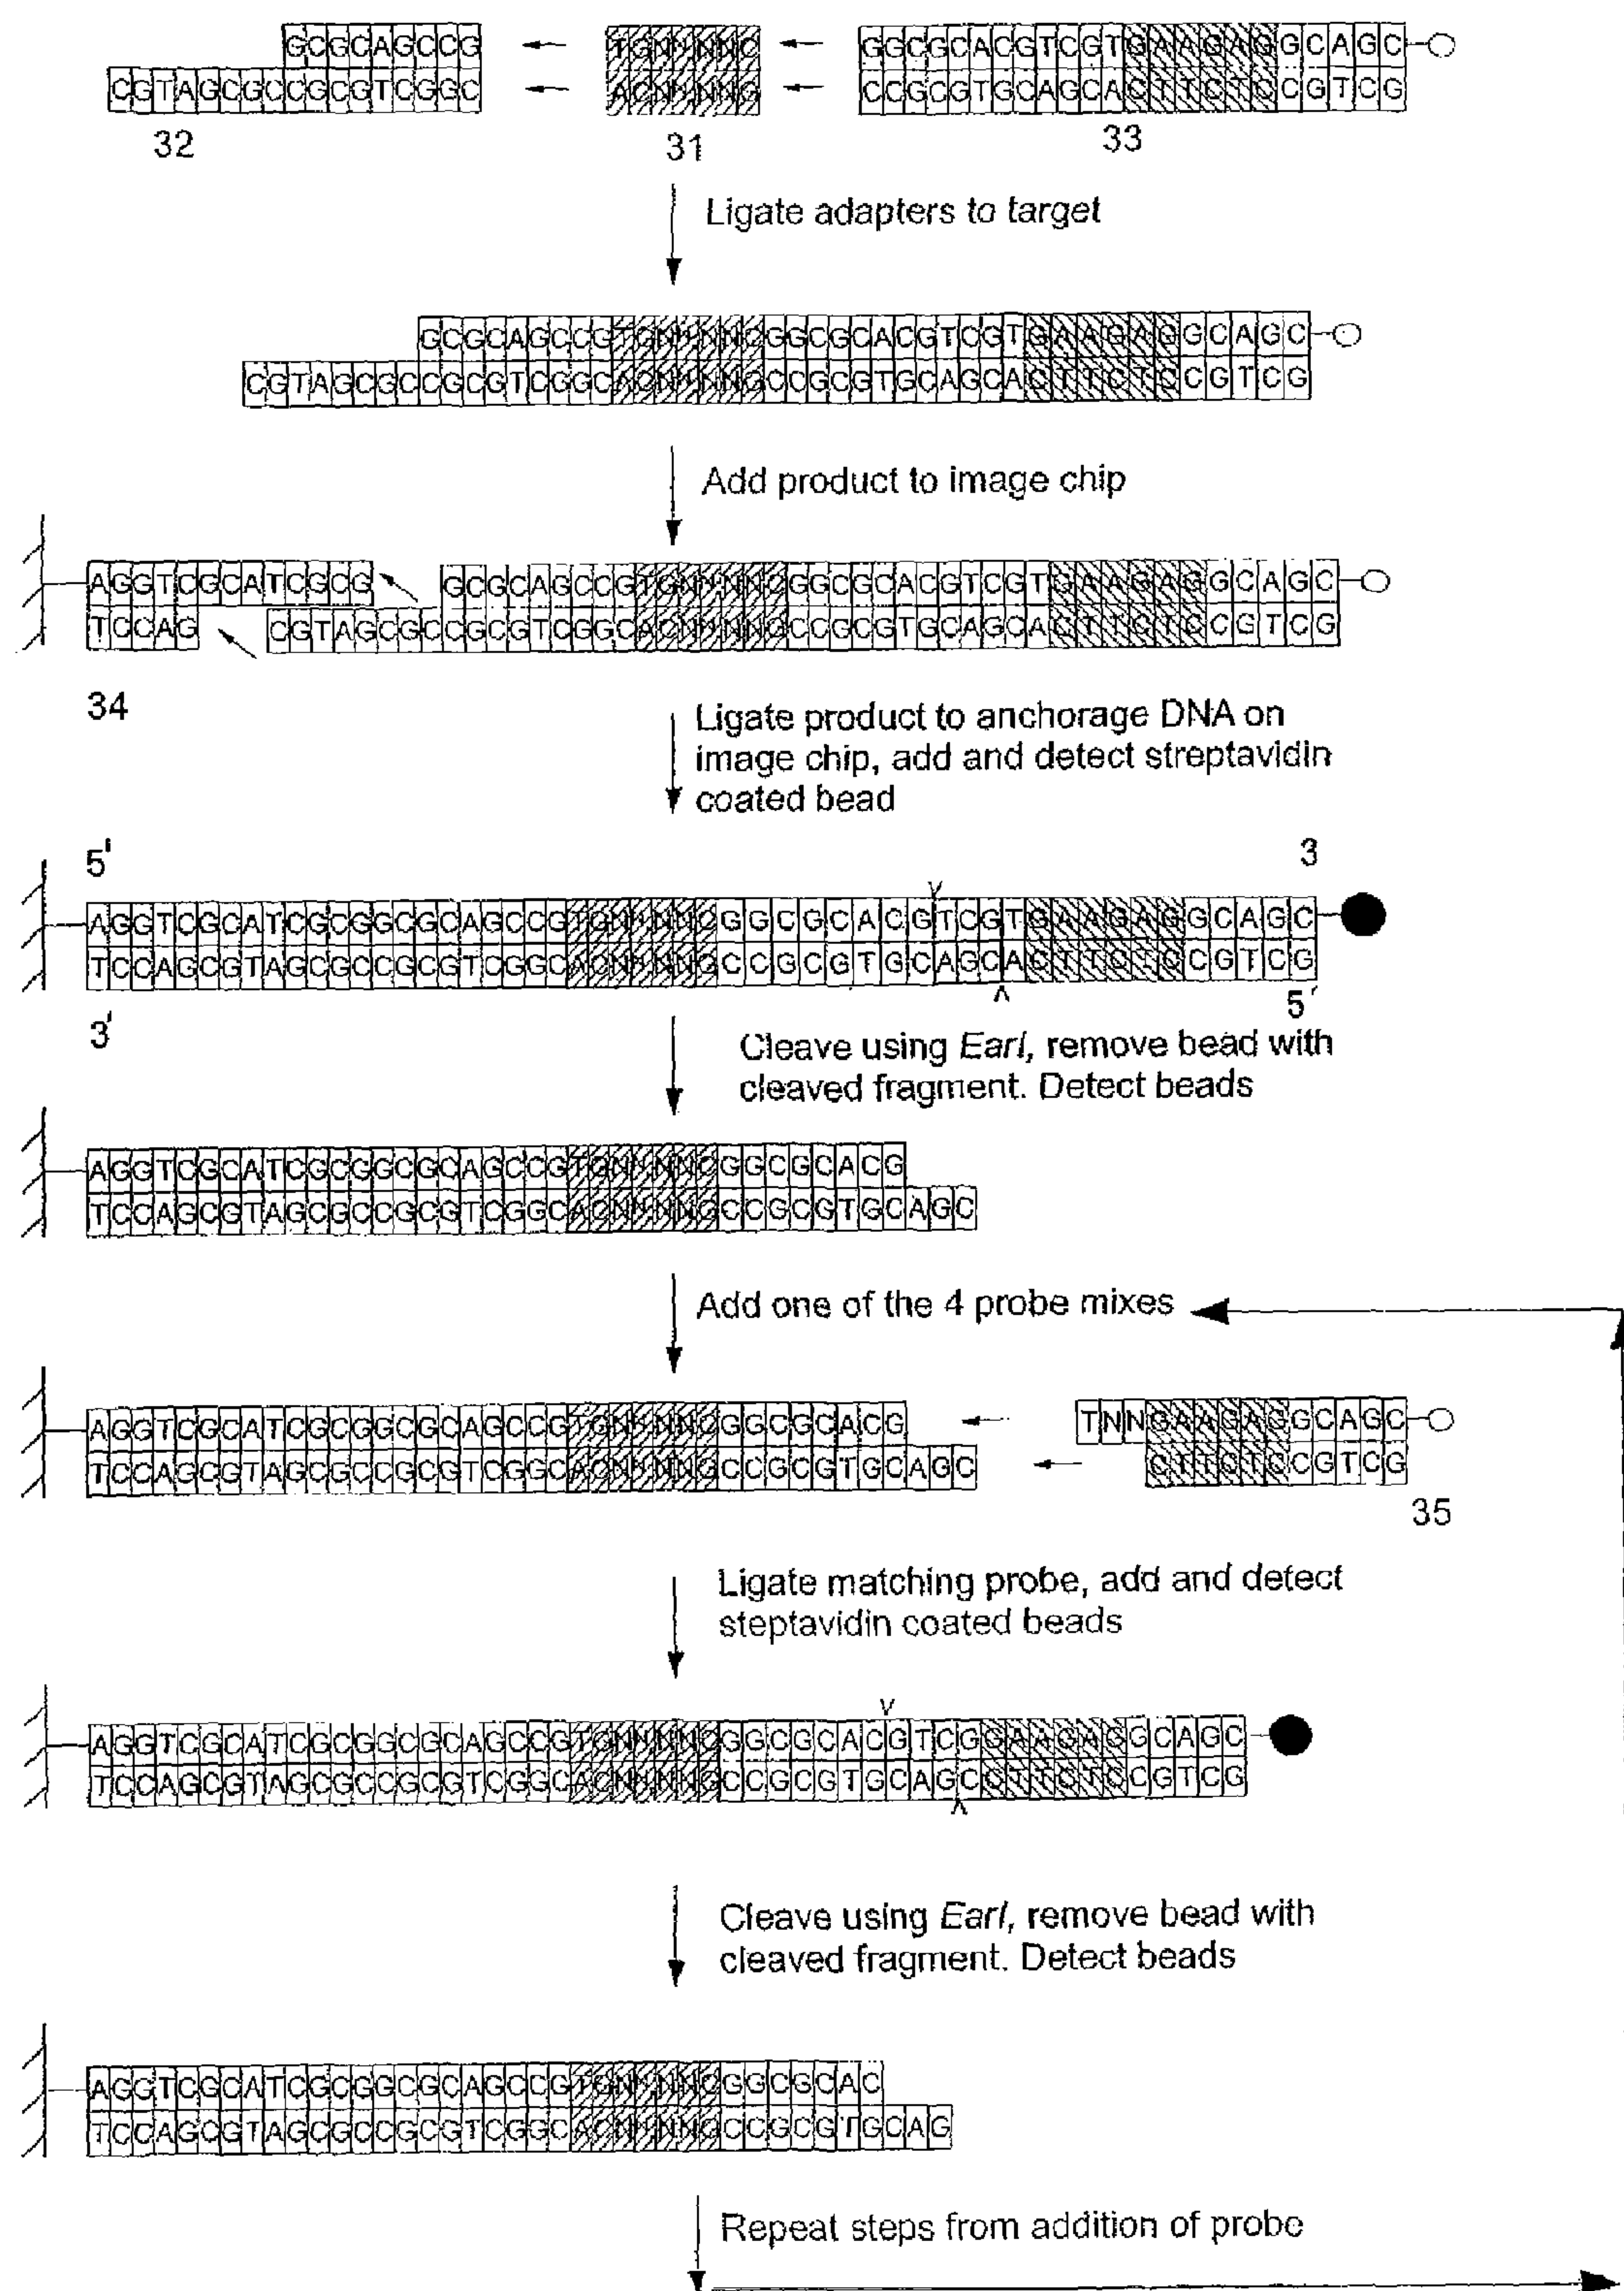 GCGCAGCCG TGNNNNC GGCGCACGTCGTGAAGAGGCAGC
CGTAGCGCCGCGTCGGC ACNNNNG CCGCGTGCAGCACTTCTCCGTCG
32 31 33
Ligate adapters to target
GCGCAGCCGTGNNNNCGGCGCACGTCGTGAAGAGGCAGC
CGTAGCGCCGCGTCGGCACNNNNGCCGCGTGCAGCACTTCTCCGTCG
Add product to image chip
AGGTCGCATCGCG GCGCAGCCGTGNNNNCGGCGCACGTCGTGAAGAGGCAGC
TCCAG CGTAGCGCCGCGTCGGCACNNNNGCCGCGTGCAGCACTTCTCCGTCG
34
Ligate product to anchorage DNA on
image chip, add and detect streptavidin
coated bead
5' 3
AGGTCGCATCGCGGCGCAGCCGTGNNNNCGGCGCACGTCGTGAAGAGGCAGC
TCCAGCGTAGCGCCGCGTCGGCACNNNNGCCGCGTGCAGCACTTCTCCGTCG
3' 5'
Cleave using EarI, remove bead with
cleaved fragment. Detect beads
AGGTCGCATCGCGGCGCAGCCGTGNNNNCGGCGCACG
TCCAGCGTAGCGCCGCGTCGGCACNNNNGCCGCGTGCAGC
Add one of the 4 probe mixes
AGGTCGCATCGCGGCGCAGCCGTGNNNNCGGCGCACG TNNGAAGAGGCAGC
TCCAGCGTAGCGCCGCGTCGGCACNNNNGCCGCGTGCAGC CTTCTCCGTCG
35
Ligate matching probe, add and detect
steptavidin coated beads
AGGTCGCATCGCGGCGCAGCCGTGNNNNCGGCGCACGTCGGAAGAGGCAGC
TCCAGCGTAGCGCCGCGTCGGCACNNNNGCCGCGTGCAGCCTTCTCCGTCG
Cleave using EarI, remove bead with
cleaved fragment. Detect beads
AGGTCGCATCGCGGCGCAGCCGTGNNNNCGGCGCAC
TCCAGCGTAGCGCCGCGTCGGCACNNNNGCCGCGTGCAG
Repeat steps from addition of probe